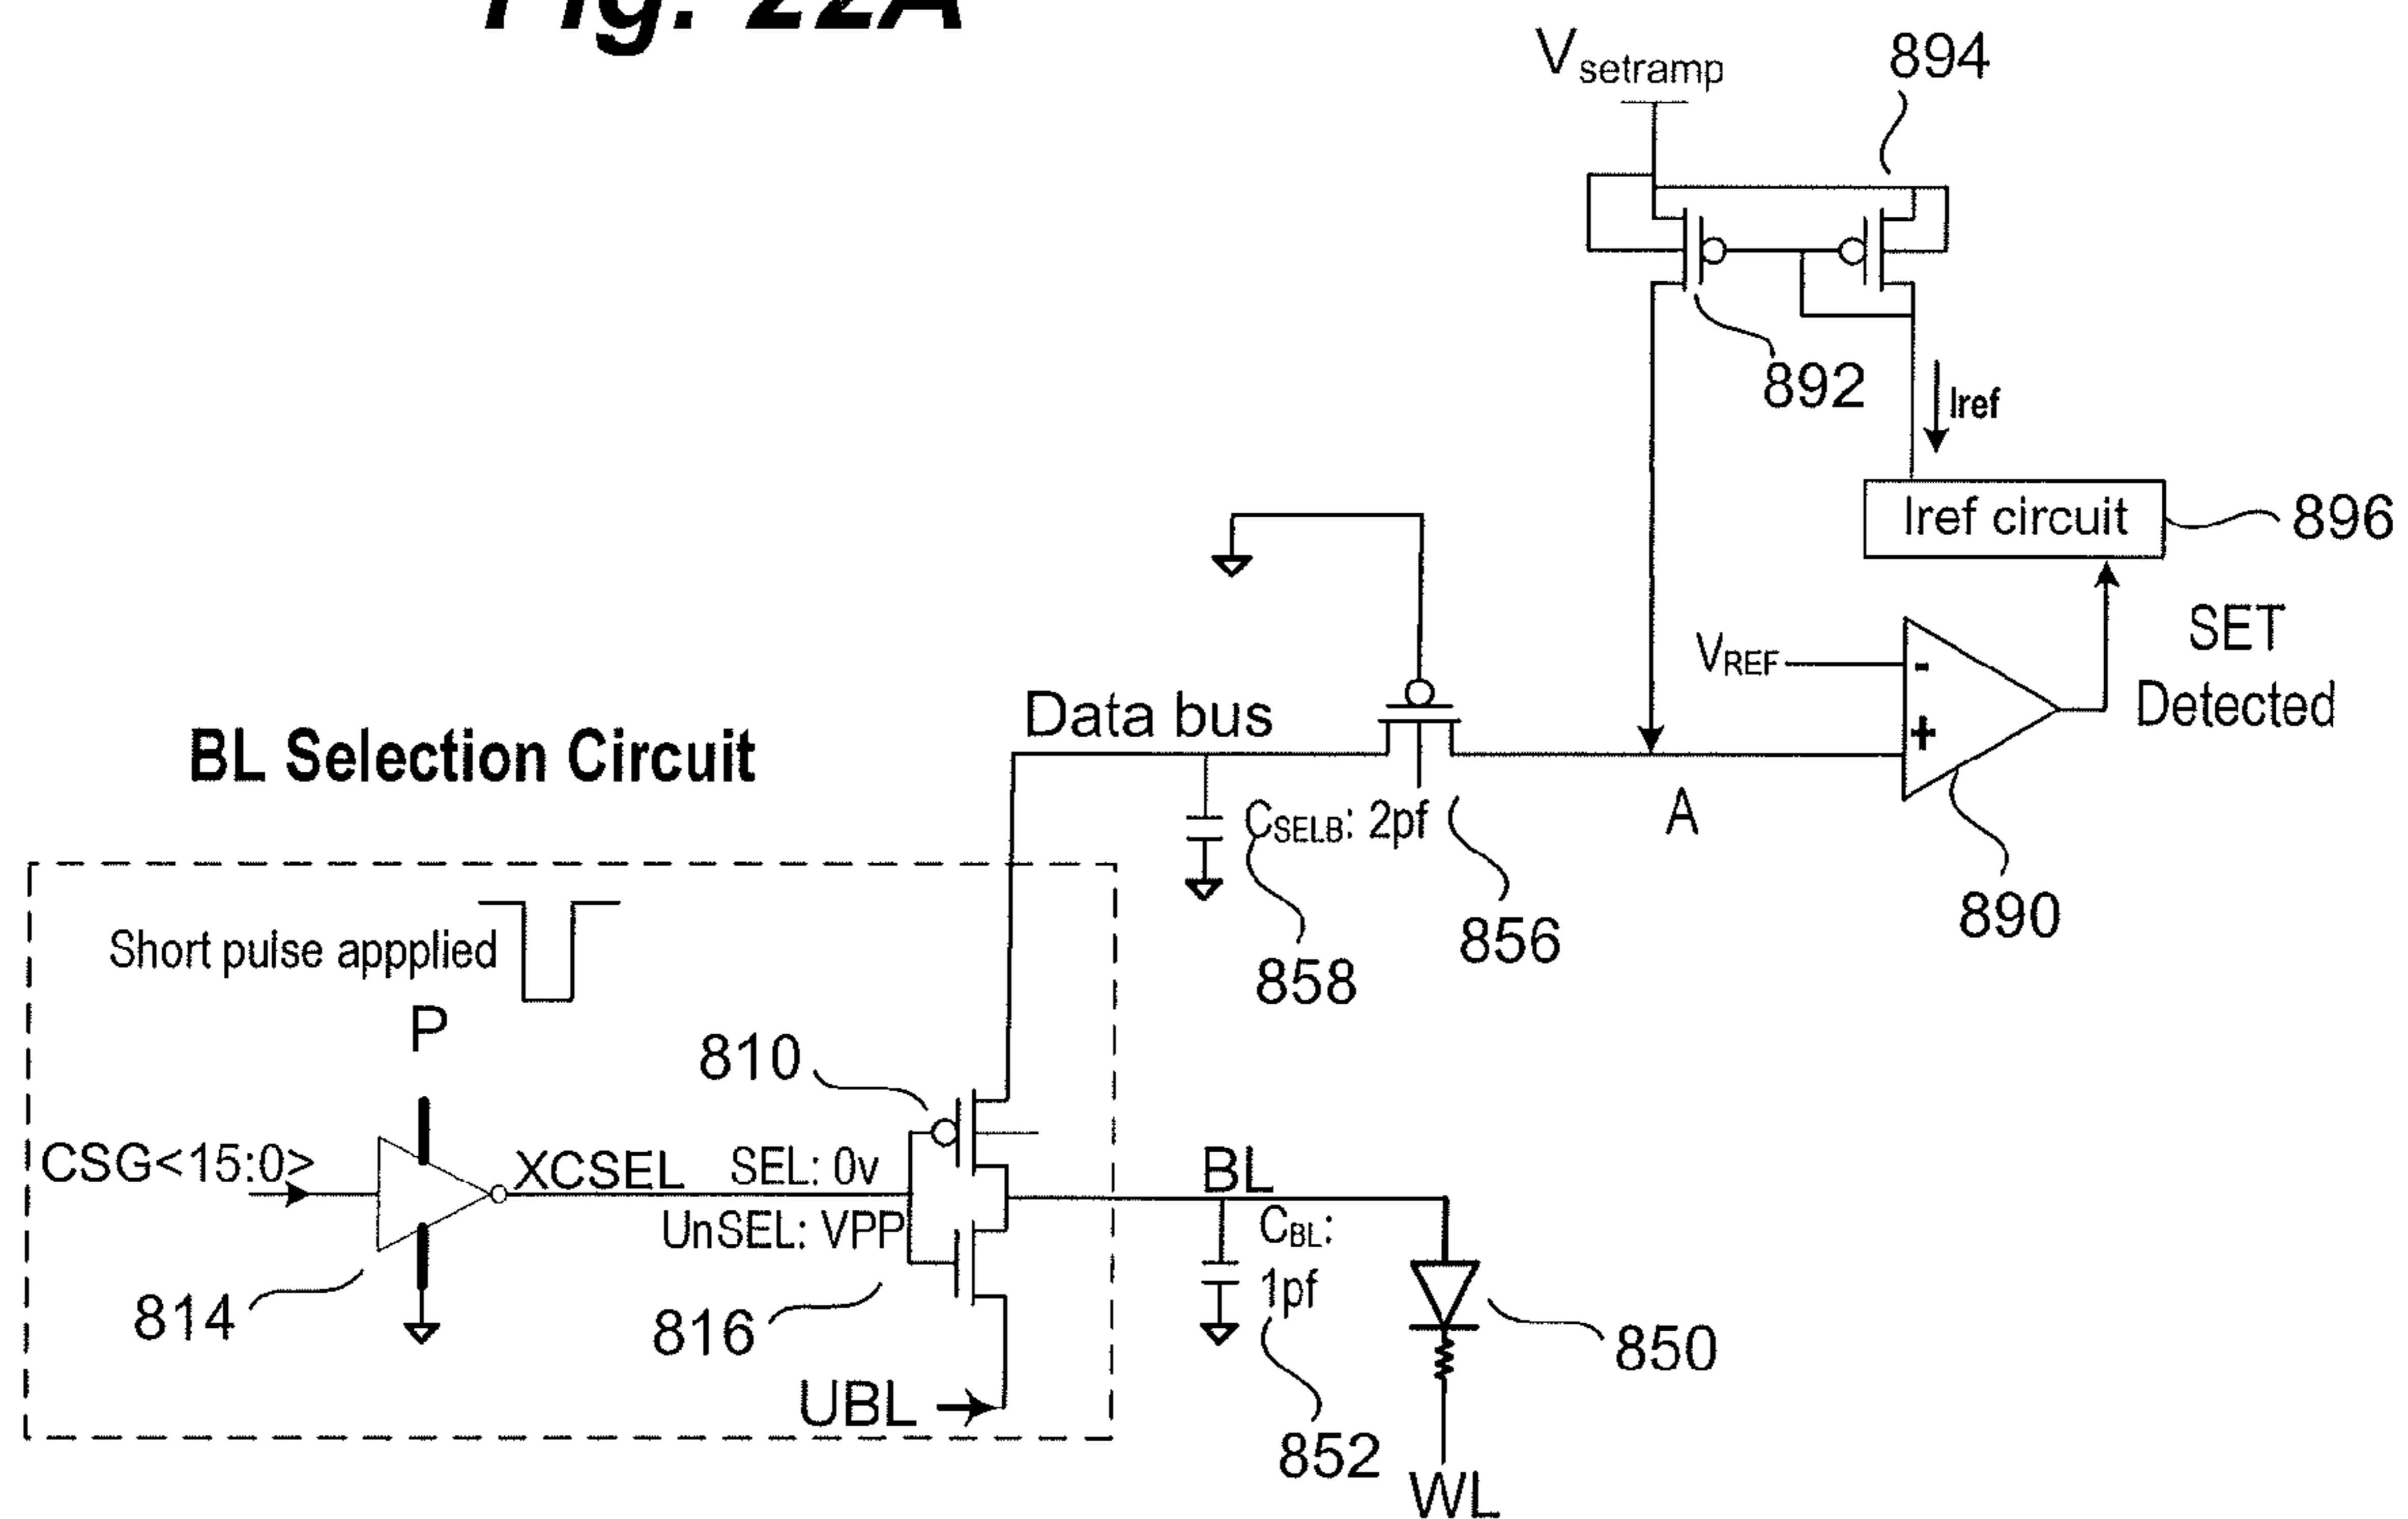 Fig. 22A
Vsetramp
894
892
Iref
Iref circuit
896
VREF
-
+
SET
Detected
890
Data bus
A
CSELB: 2pf
858
856
BL Selection Circuit
Short pulse appplied
P
810
CSG<15:0>
XCSEL
SEL: 0v
UnSEL: VPP
814
816
UBL
BL
CBL:
1pf
850
852
WL